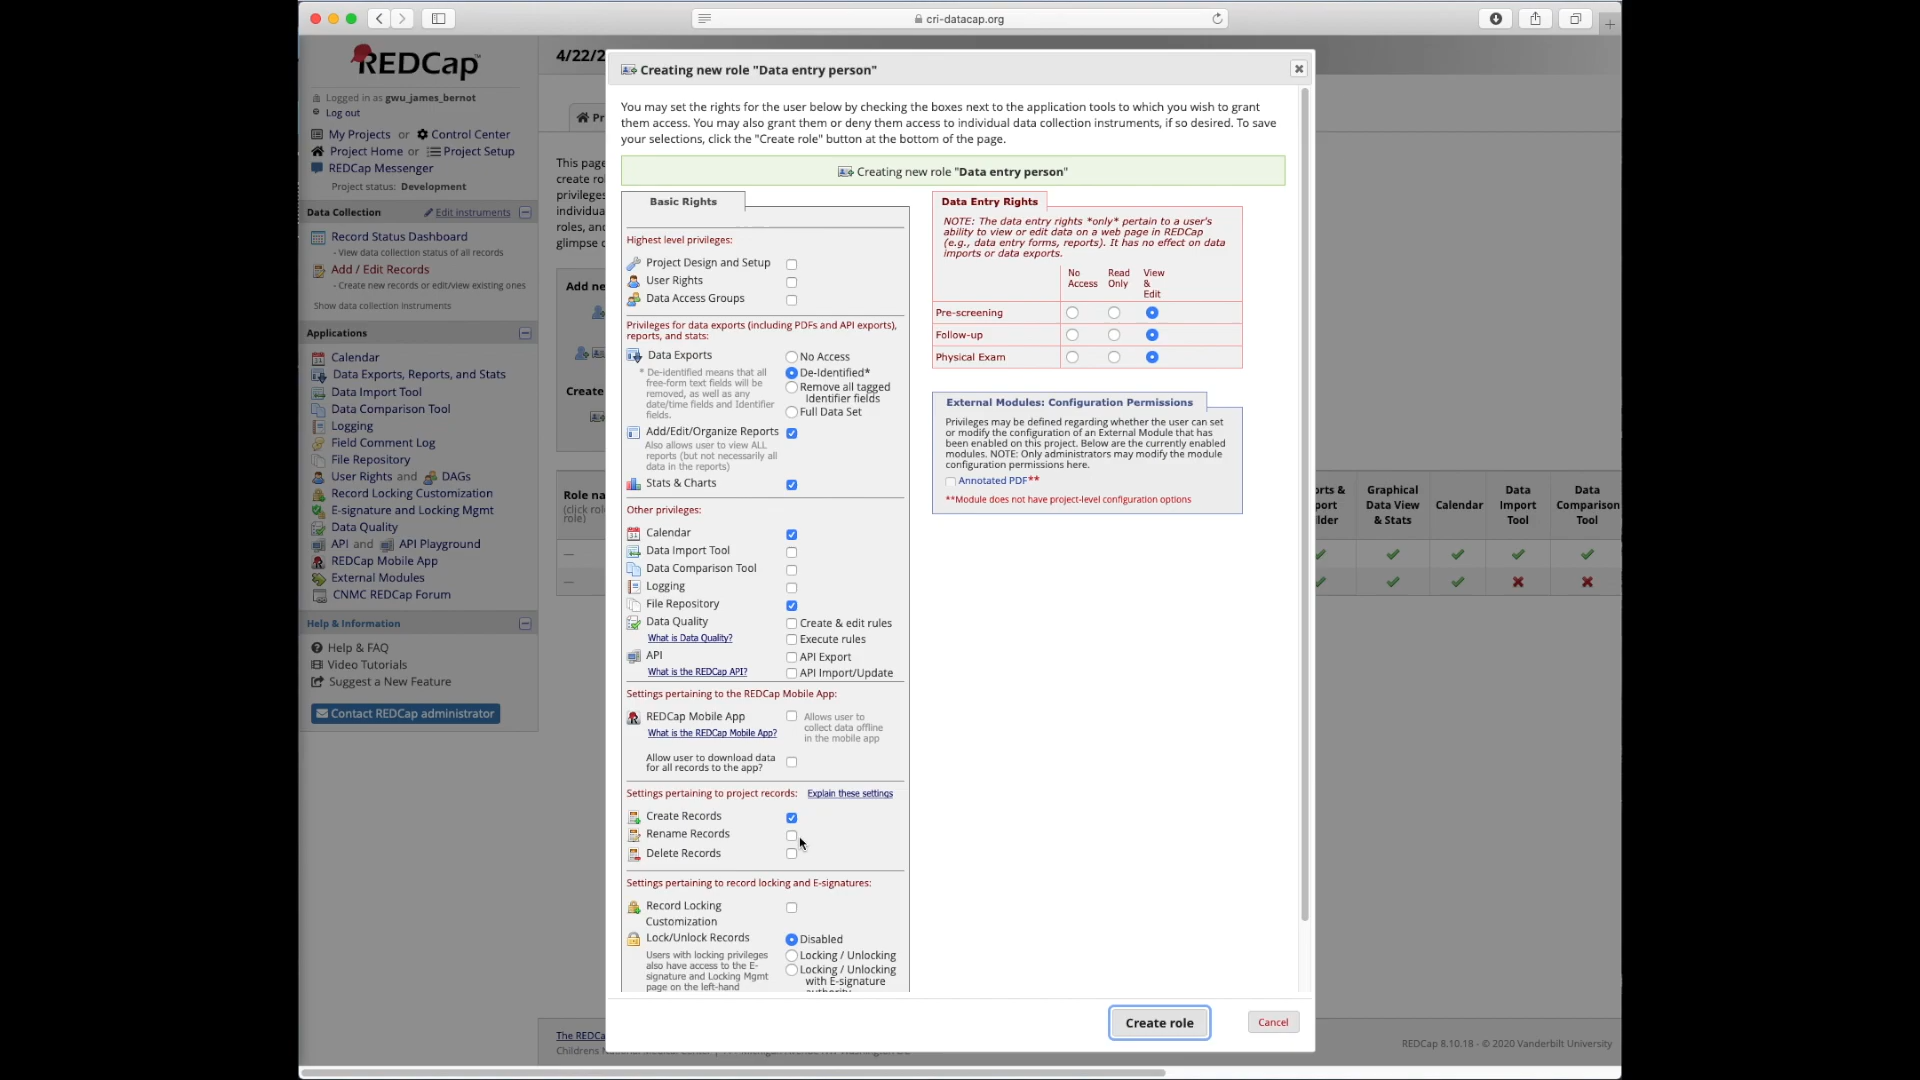 cri-datacap.org
REDCap
Logged in as gwu_james_bernot
Log out
My Projects or Control Center
Project Home or Project Setup
REDCap Messenger
Project status: Development
Data Collection Edit instruments
Record Status Dashboard
- View data collection status of all records
Add / Edit Records
- Create new records or edit/view existing ones
Show data collection instruments
Applications
Calendar
Data Exports, Reports, and Stats
Data Import Tool
Data Comparison Tool
Logging
Field Comment Log
File Repository
User Rights and DAGs
Record Locking Customization
E-signature and Locking Mgmt
Data Quality
API and API Playground
REDCap Mobile App
External Modules
CNMC REDCap Forum
Help & Information
Help & FAQ
Video Tutorials
Suggest a New Feature
Contact REDCap administrator
4/22/2
Pr
This page
create ro
privileges
individua
roles, an
glimpse
Add ne
Create
Role na
(click rol
role)
The REDCa
Creating new role "Data entry person"
You may set the rights for the user below by checking the boxes next to the application tools to which you wish to grant
them access. You may also grant them or deny them access to individual data collection instruments, if so desired. To save
your selections, click the "Create role" button at the bottom of the page.
Creating new role "Data entry person"
Basic Rights
Highest level privileges:
Project Design and Setup
User Rights
Data Access Groups
Privileges for data exports (including PDFs and API exports),
reports, and stats:
Data Exports
* De-identified means that all
free-form text fields will be
removed, as well as any
date/time fields and Identifier
fields.
No Access
De-Identified*
Remove all tagged
Identifier fields
Full Data Set
Add/Edit/Organize Reports
Also allows user to view ALL
reports (but not necessarily all
data in the reports)
Stats & Charts
Other privileges:
Calendar
Data Import Tool
Data Comparison Tool
Logging
File Repository
Data Quality
What is Data Quality?
Create & edit rules
Execute rules
API
What is the REDCap API?
API Export
API Import/Update
Settings pertaining to the REDCap Mobile App:
REDCap Mobile App
What is the REDCap Mobile App?
Allows user to
collect data offline
in the mobile app
Allow user to download data
for all records to the app?
Settings pertaining to project records: Explain these settings
Create Records
Rename Records
Delete Records
Settings pertaining to record locking and E-signatures:
Record Locking
Customization
Lock/Unlock Records
Users with locking privileges
also have access to the E-
signature and Locking Mgmt
page on the left-hand
Disabled
Locking / Unlocking
Locking / Unlocking
with E-signature
Data Entry Rights
NOTE: The data entry rights *only* pertain to a user's
ability to view or edit data on a web page in REDCap
(e.g., data entry forms, reports). It has no effect on data
imports or data exports.
No
Access
Read
Only
View
&
Edit
Pre-screening
Follow-up
Physical Exam
External Modules: Configuration Permissions
Privileges may be defined regarding whether the user can set
or modify the configuration of an External Module that has
been enabled on this project. Below are the currently enabled
modules. NOTE: Only administrators may modify the module
configuration permissions here.
Annotated PDF**
**Module does not have project-level configuration options
Create role
Cancel
orts &
port
ilder
Graphical
Data View
& Stats
Calendar
Data
Import
Tool
Data
Comparison
Tool
REDCap 8.10.18 - © 2020 Vanderbilt University